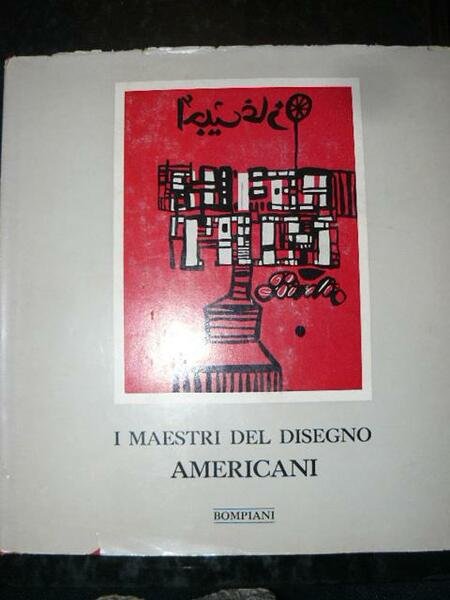 I MAESTRI DEL DISEGNO
AMERICANI
BOMPIANI